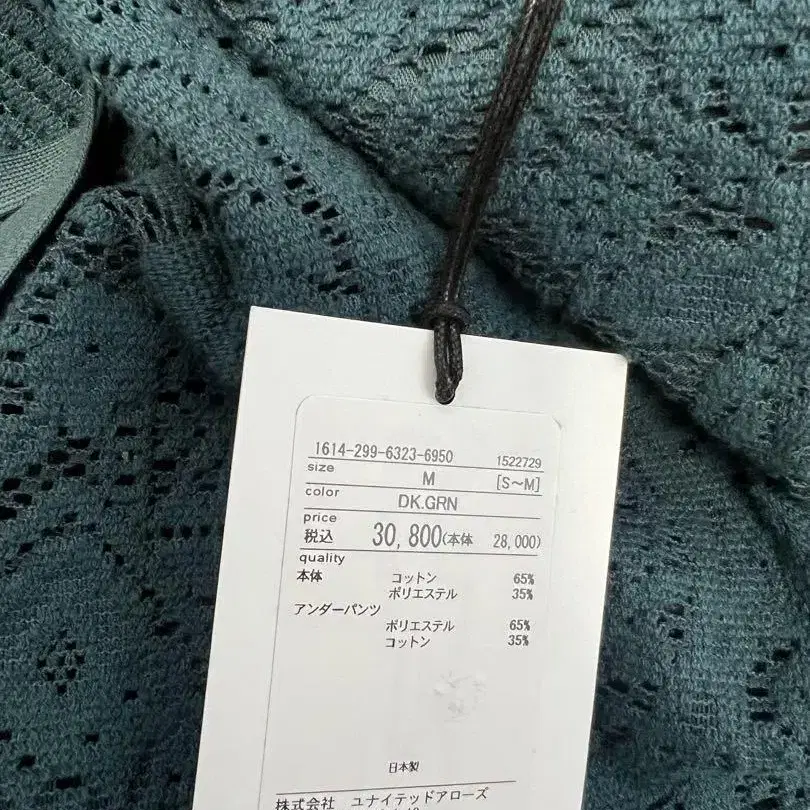 1614-299-6323-6950 1522729
size M [S~M]
color DK.GRN
price
税込 30,800(本体 28,000)
quality
本体 コットン 65%
ポリエステル 35%
アンダーパンツ
ポリエステル 65%
コットン 35%
日本製
株式会社 ユナイテッドアローズ